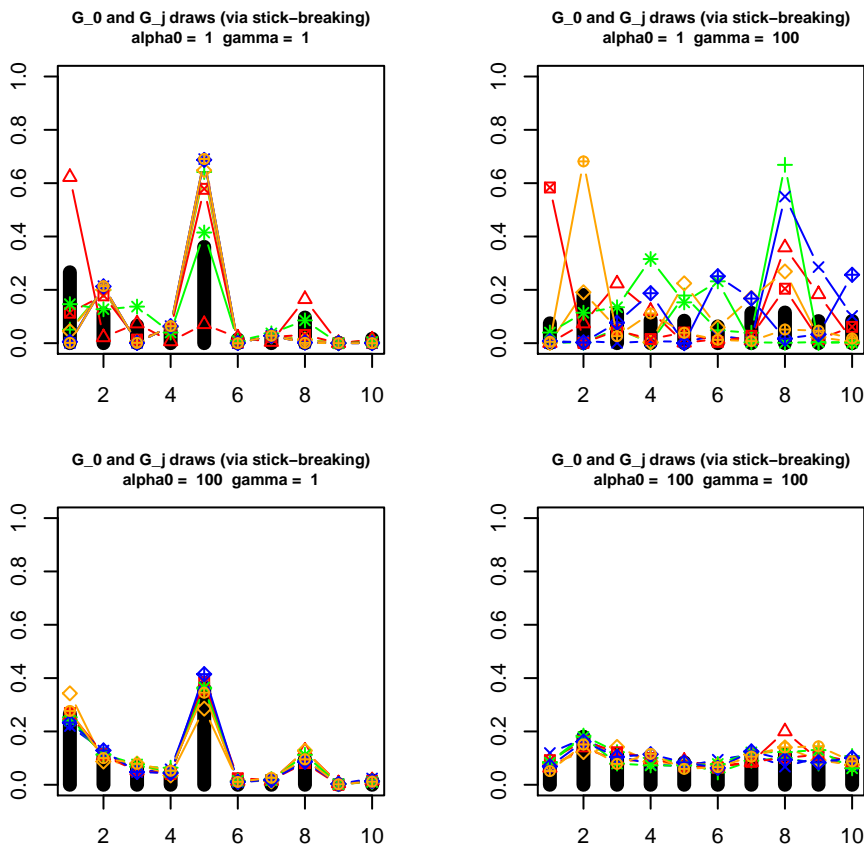 G_0 and G_j draws (via stick−breaking)
alpha0 = 1 gamma = 1
1.0
0.8
0.6
0.4
0.2
0.0
2 4 6 8 10
G_0 and G_j draws (via stick−breaking)
alpha0 = 1 gamma = 100
1.0
0.8
0.6
0.4
0.2
0.0
2 4 6 8 10
G_0 and G_j draws (via stick−breaking)
alpha0 = 100 gamma = 1
1.0
0.8
0.6
0.4
0.2
0.0
2 4 6 8 10
G_0 and G_j draws (via stick−breaking)
alpha0 = 100 gamma = 100
1.0
0.8
0.6
0.4
0.2
0.0
2 4 6 8 10